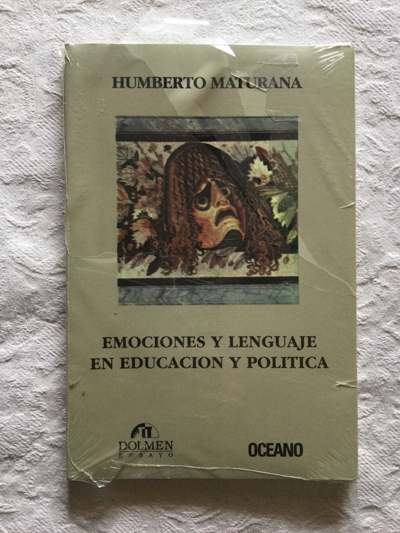 HUMBERTO MATURANA
EMOCIONES Y LENGUAJE
EN EDUCACION Y POLITICA
DOLMEN
ENSAYO
OCEANO